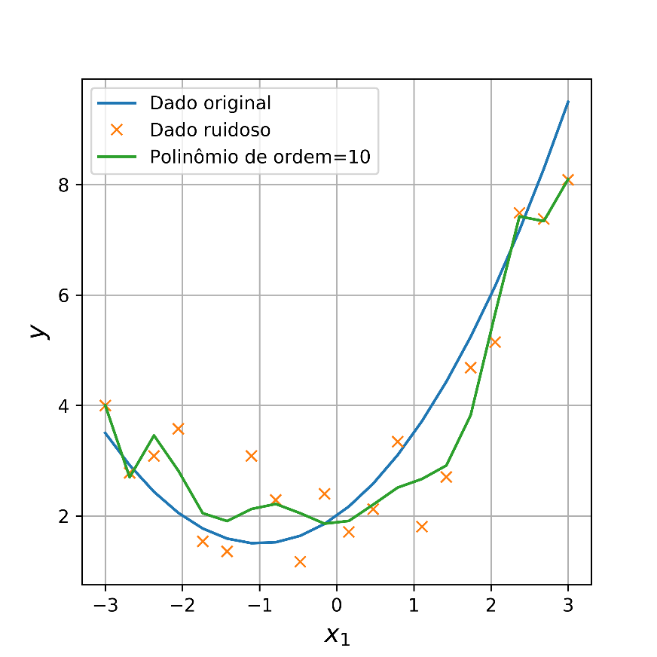 Dado original
Dado ruidoso
Polinômio de ordem=10
8
6
4
2
y
−3 −2 −1 0 1 2 3
x₁